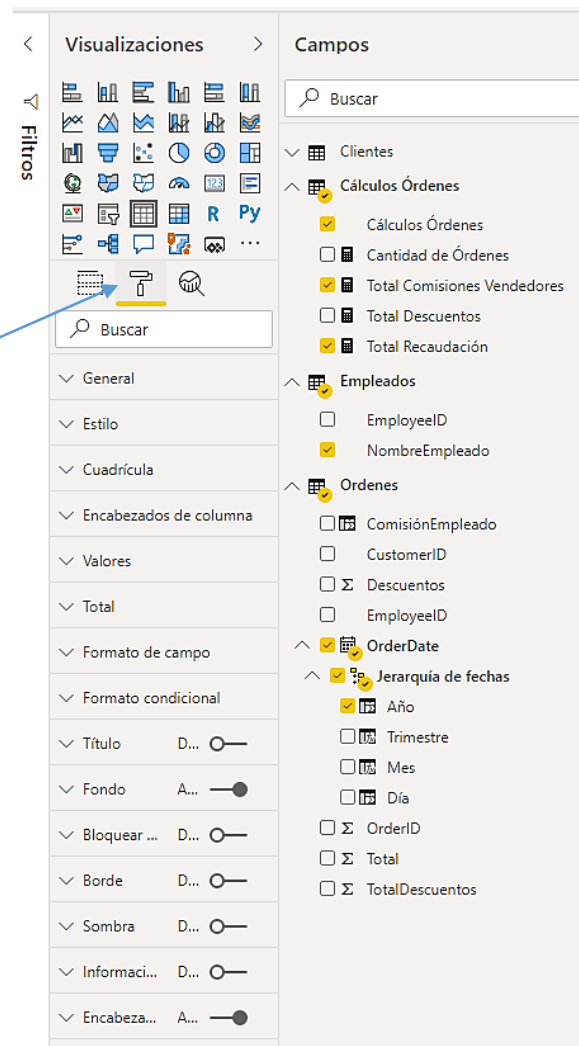 Visualizaciones
Filtros
123
R
Py
Buscar
General
Estilo
Cuadrícula
Encabezados de columna
Valores
Total
Formato de campo
Formato condicional
Título D...
Fondo A...
Bloquear ... D...
Borde D...
Sombra D...
Informaci... D...
Encabeza... A...
Campos
Buscar
Clientes
Cálculos Órdenes
Cálculos Órdenes
Cantidad de Órdenes
Total Comisiones Vendedores
Total Descuentos
Total Recaudación
Empleados
EmployeeID
NombreEmpleado
Ordenes
ComisiónEmpleado
CustomerID
Σ Descuentos
EmployeeID
OrderDate
Jerarquía de fechas
Año
Trimestre
Mes
Día
Σ OrderID
Σ Total
Σ TotalDescuentos